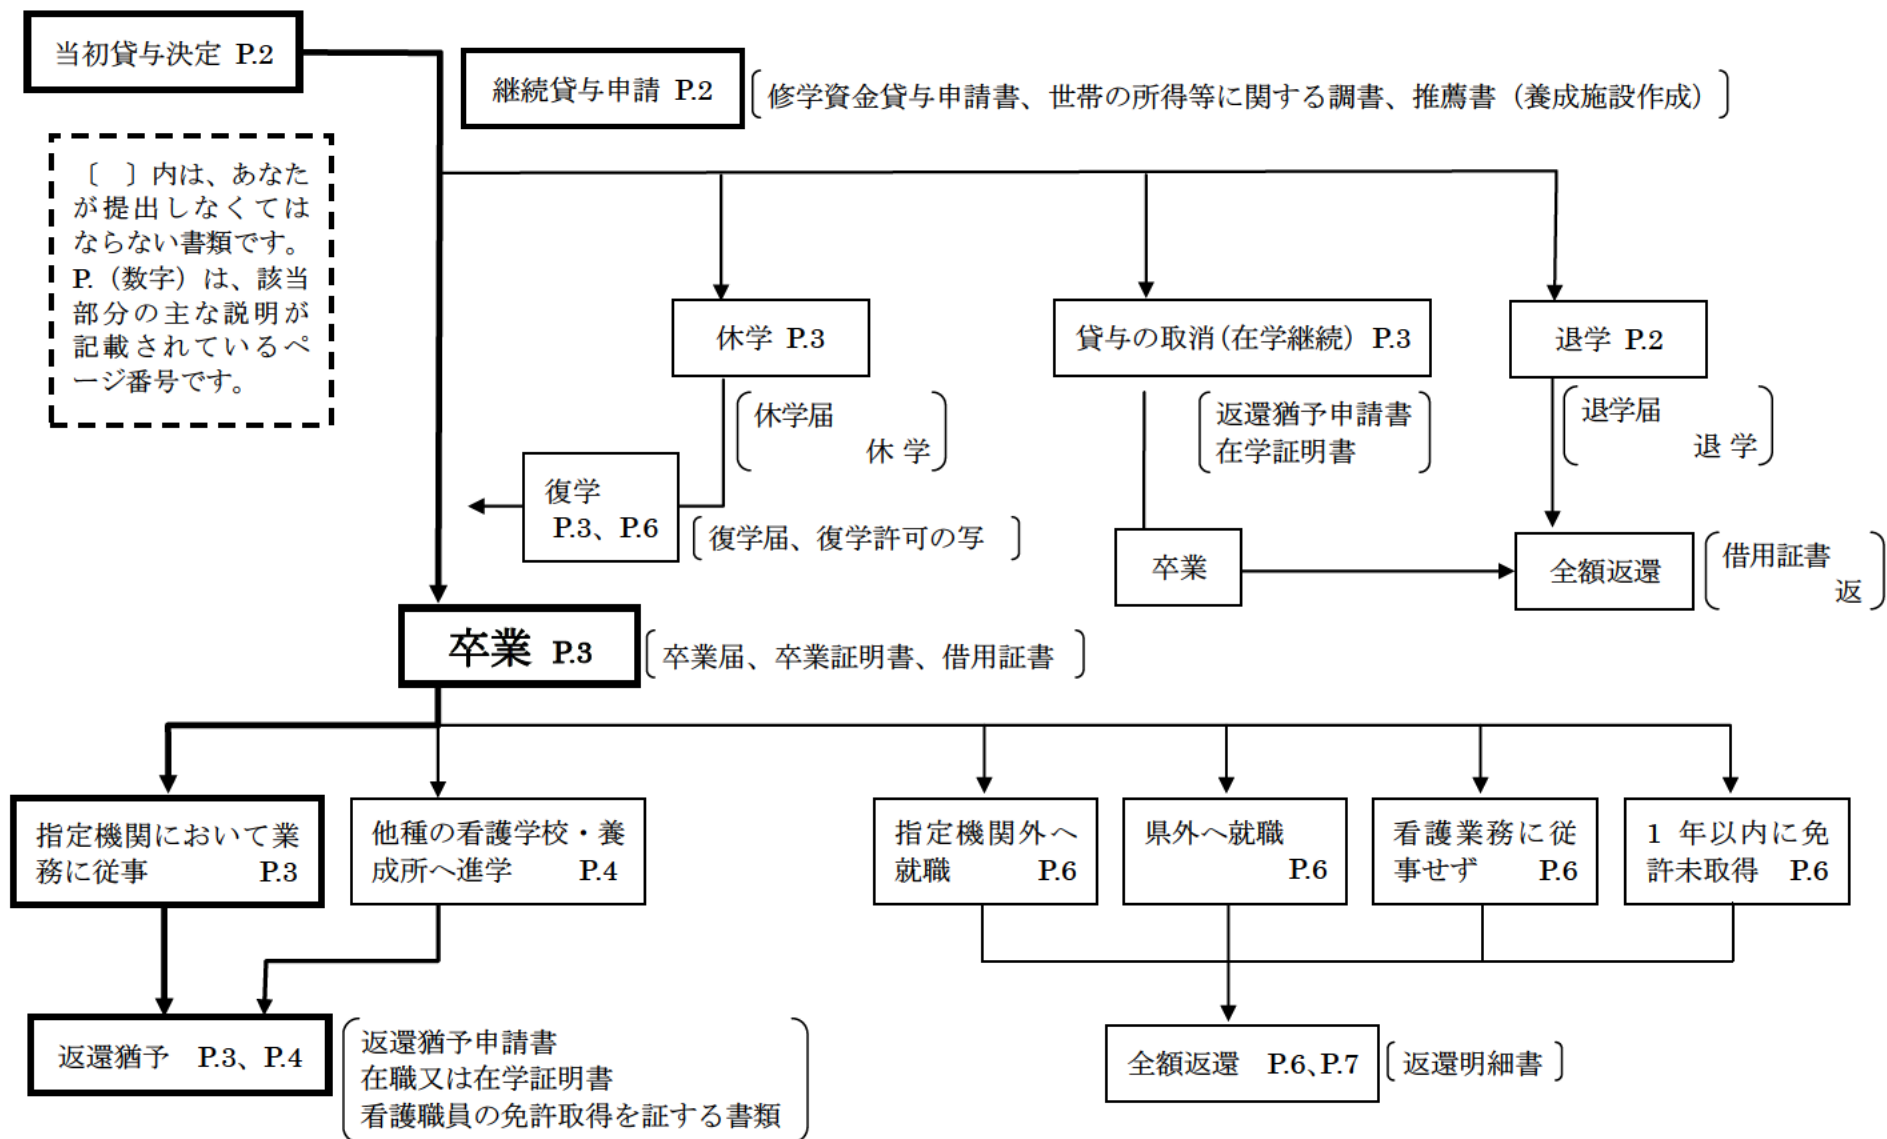 当初貸与決定 P.2
継続貸与申請 P.2
修学資金貸与申請書、世帯の所得等に関する調書、推薦書（養成施設作成）
〔 〕内は、あなた
が提出しなくては
ならない書類です。
P.（数字）は、該当
部分の主な説明が
記載されているペ
ージ番号です。
休学 P.3
貸与の取消(在学継続) P.3
退学 P.2
休学届
休 学
返還猶予申請書
在学証明書
退学届
退 学
復学
P.3、P.6
復学届、復学許可の写
卒業
全額返還
借用証書
返
卒業 P.3
卒業届、卒業証明書、借用証書
指定機関において業
務に従事 P.3
他種の看護学校・養
成所へ進学 P.4
指定機関外へ
就職 P.6
県外へ就職
P.6
看護業務に従
事せず P.6
1 年以内に免
許未取得 P.6
返還猶予 P.3、P.4
返還猶予申請書
在職又は在学証明書
看護職員の免許取得を証する書類
全額返還 P.6、P.7
返還明細書